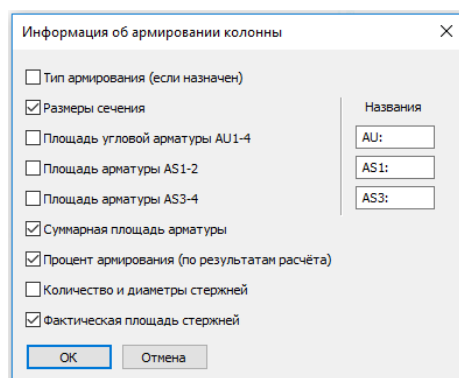 Информация об армировании колонны
Тип армирования (если назначен)
Размеры сечения
Названия
Площадь угловой арматуры AU1-4
AU:
Площадь арматуры AS1-2
AS1:
Площадь арматуры AS3-4
AS3:
Суммарная площадь арматуры
Процент армирования (по результатам расчёта)
Количество и диаметры стержней
Фактическая площадь стержней
ОК
Отмена